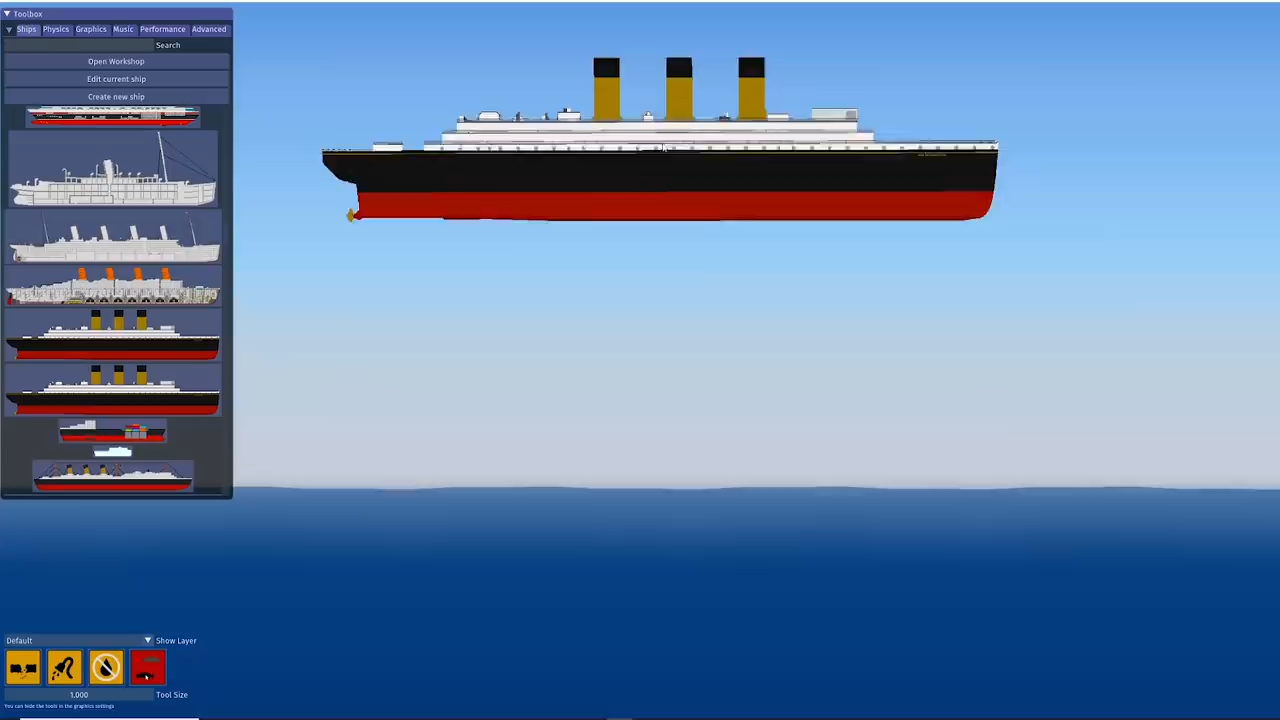 Toolbox
Ships Physics Graphics Music Performance Advanced
Search
Open Workshop
Edit current ship
Create new ship
Default Show Layer
1.000 Tool Size
You can hide the tools in the graphics settings